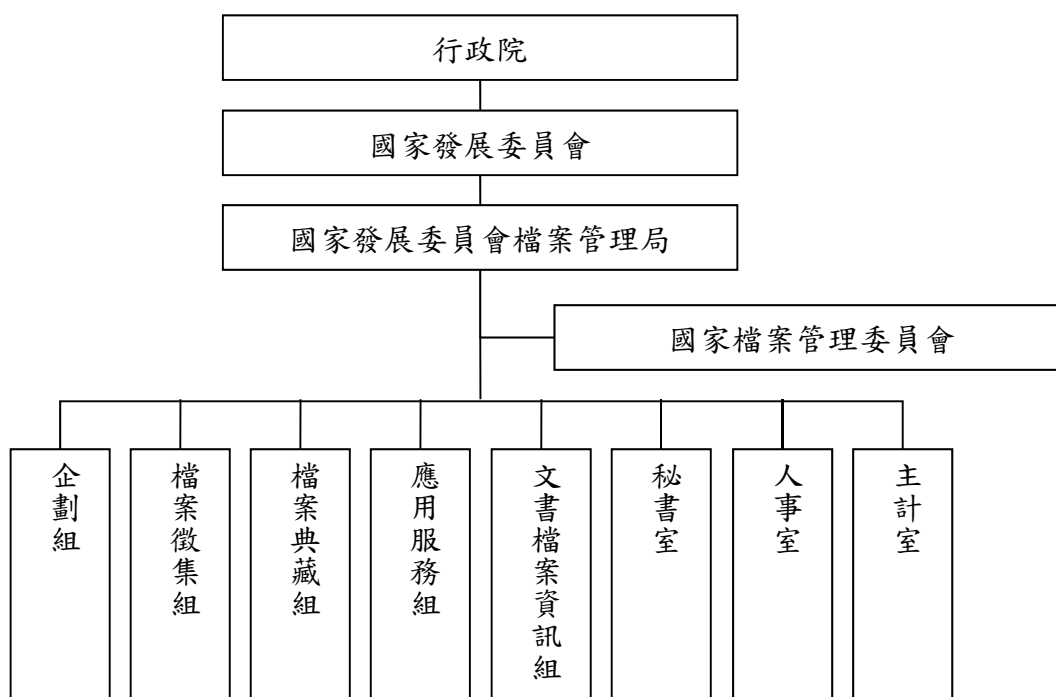 行政院
國家發展委員會
國家發展委員會檔案管理局
國家檔案管理委員會
企劃組
檔案徵集組
檔案典藏組
應用服務組
文書檔案資訊組
秘書室
人事室
主計室